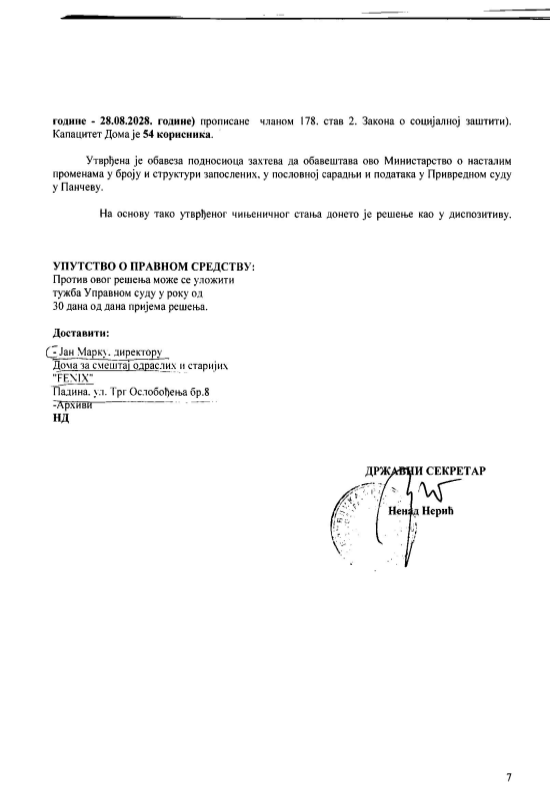 године - 28.08.2028. године) прописане чланом 178. став 2. Закона о социјалној заштити).
Капацитет Дома је 54 корисника.
Утврђена је обавеза подносиоца захтева да обавештава ово Министарство о насталим
променама у броју и структури запослених, у пословној сарадњи и податка у Привредном суду
у Панчеву.
На основу тако утврђеног чињеничног стања донето је решење као у диспозитиву.
УПУТСТВО О ПРАВНОМ СРЕДСТВУ:
Против овог решења може се уложити
тужба Управном суду у року од
30 дана од дана пријема решења.
Доставити:
- Јан Марку, директору
Дома за смештај одраслих и старијих
"FENIX"
Падина, ул. Трг Ослобођења бр.8
-Архиви
НД
ДРЖАВНИ СЕКРЕТАР
Ненад Нерић
7